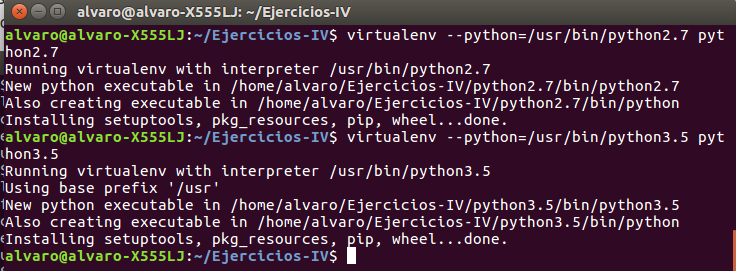 alvaro@alvaro-X555LJ: ~/Ejercicios-IV
alvaro@alvaro-X555LJ:~/Ejercicios-IV$ virtualenv --python=/usr/bin/python2.7 pyt
hon2.7
Running virtualenv with interpreter /usr/bin/python2.7
New python executable in /home/alvaro/Ejercicios-IV/python2.7/bin/python2.7
Also creating executable in /home/alvaro/Ejercicios-IV/python2.7/bin/python
Installing setuptools, pkg_resources, pip, wheel...done.
alvaro@alvaro-X555LJ:~/Ejercicios-IV$ virtualenv --python=/usr/bin/python3.5 pyt
hon3.5
Running virtualenv with interpreter /usr/bin/python3.5
Using base prefix '/usr'
New python executable in /home/alvaro/Ejercicios-IV/python3.5/bin/python3.5
Also creating executable in /home/alvaro/Ejercicios-IV/python3.5/bin/python
Installing setuptools, pkg_resources, pip, wheel...done.
alvaro@alvaro-X555LJ:~/Ejercicios-IV$